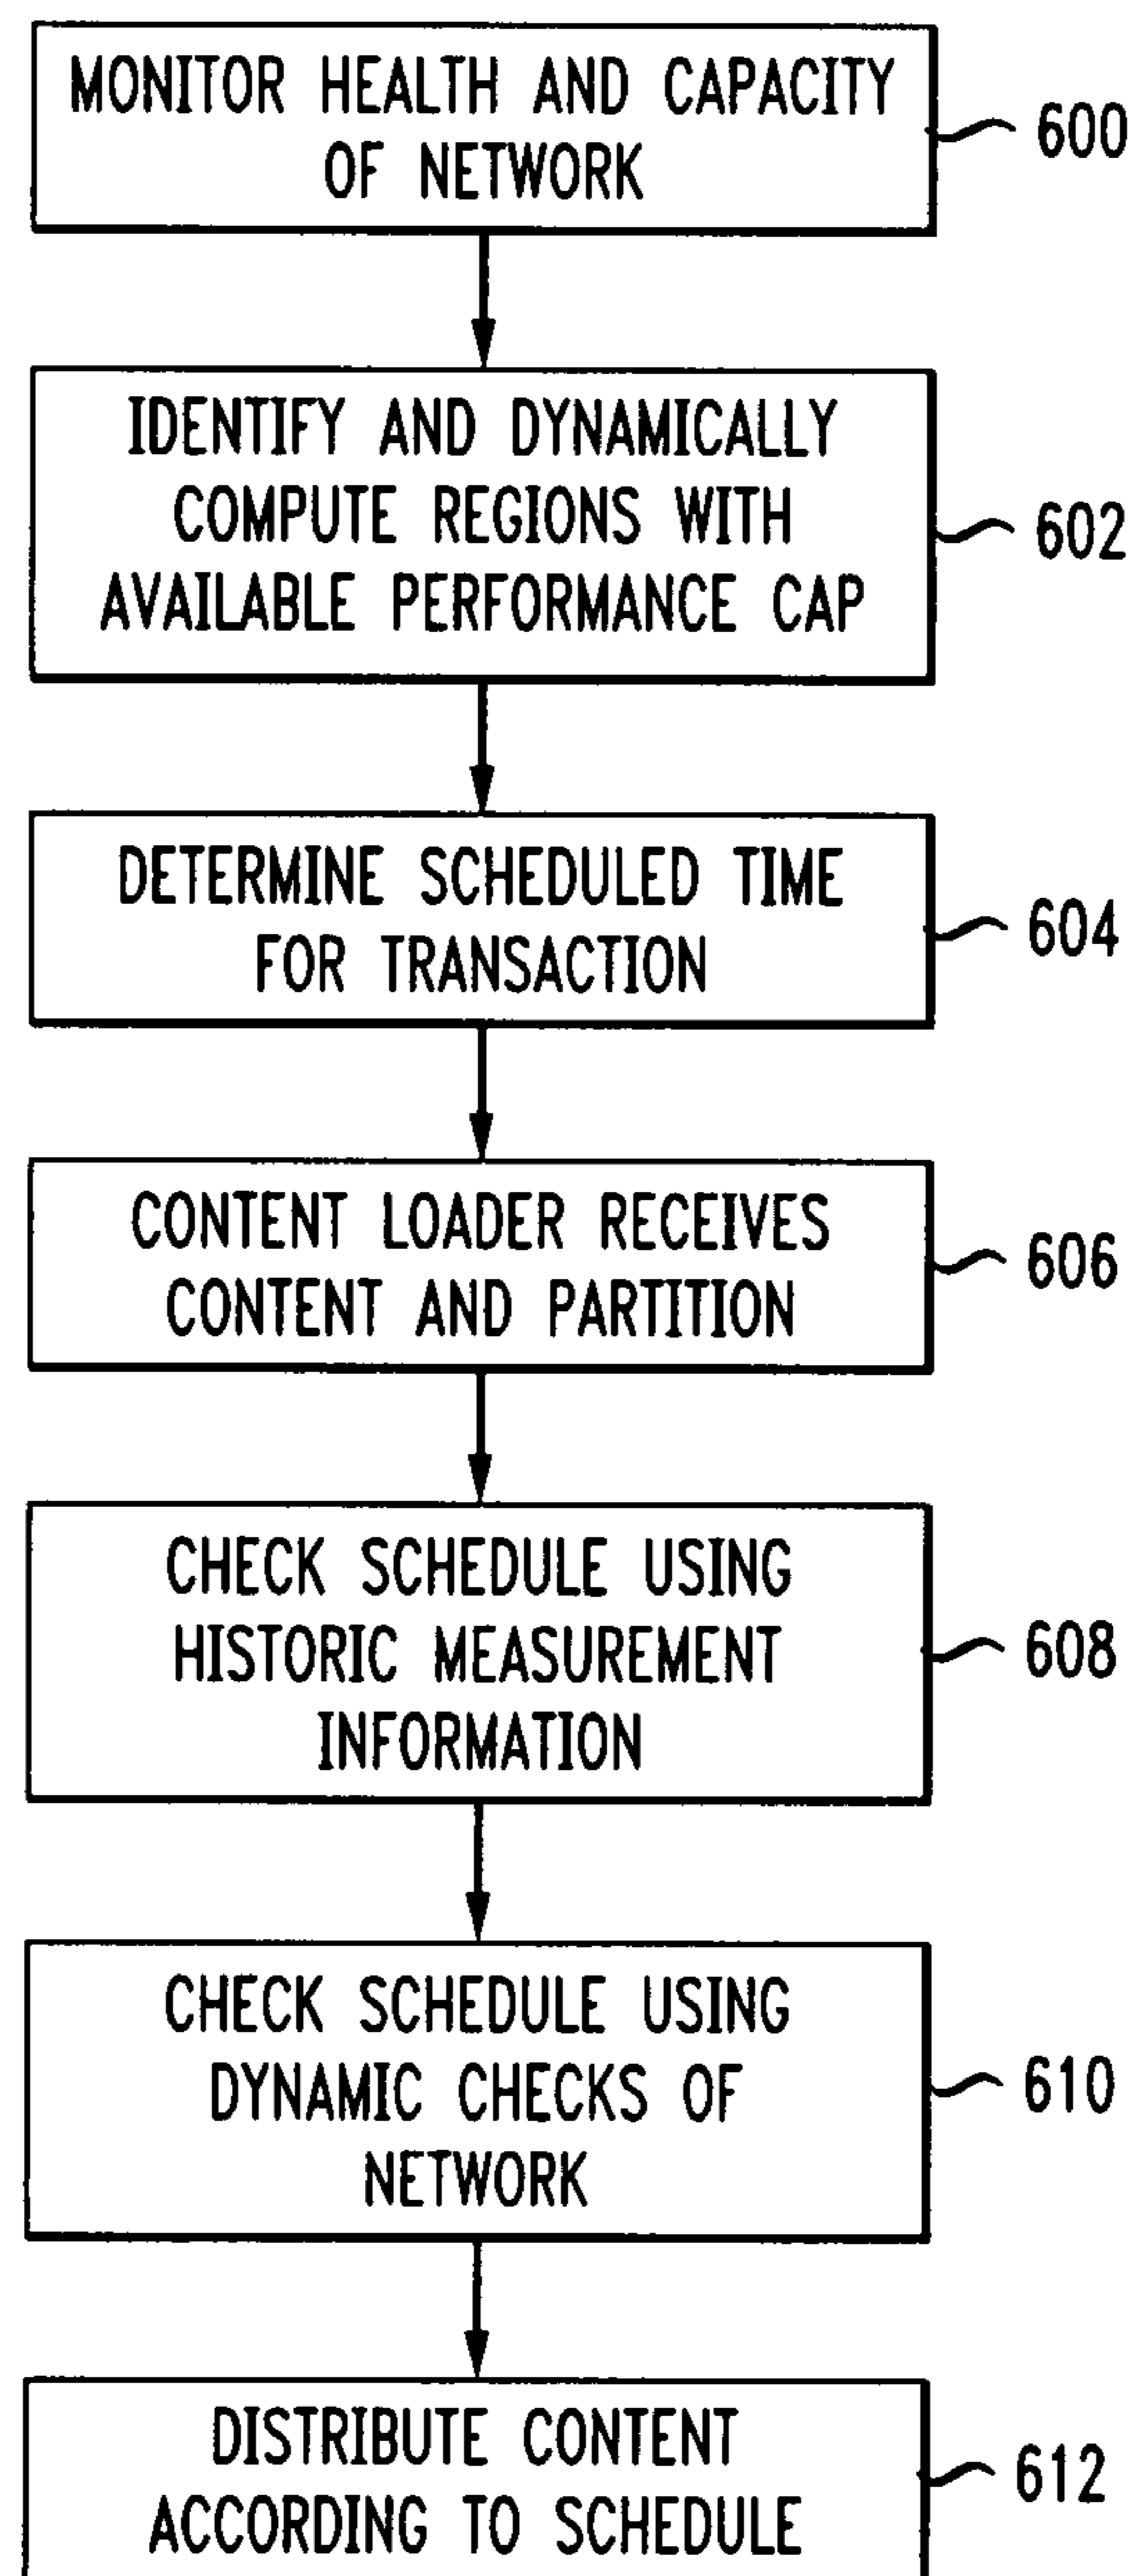 MONITOR HEALTH AND CAPACITY
OF NETWORK
600
IDENTIFY AND DYNAMICALLY
COMPUTE REGIONS WITH
AVAILABLE PERFORMANCE CAP
602
DETERMINE SCHEDULED TIME
FOR TRANSACTION
604
CONTENT LOADER RECEIVES
CONTENT AND PARTITION
606
CHECK SCHEDULE USING
HISTORIC MEASUREMENT
INFORMATION
608
CHECK SCHEDULE USING
DYNAMIC CHECKS OF
NETWORK
610
DISTRIBUTE CONTENT
ACCORDING TO SCHEDULE
612